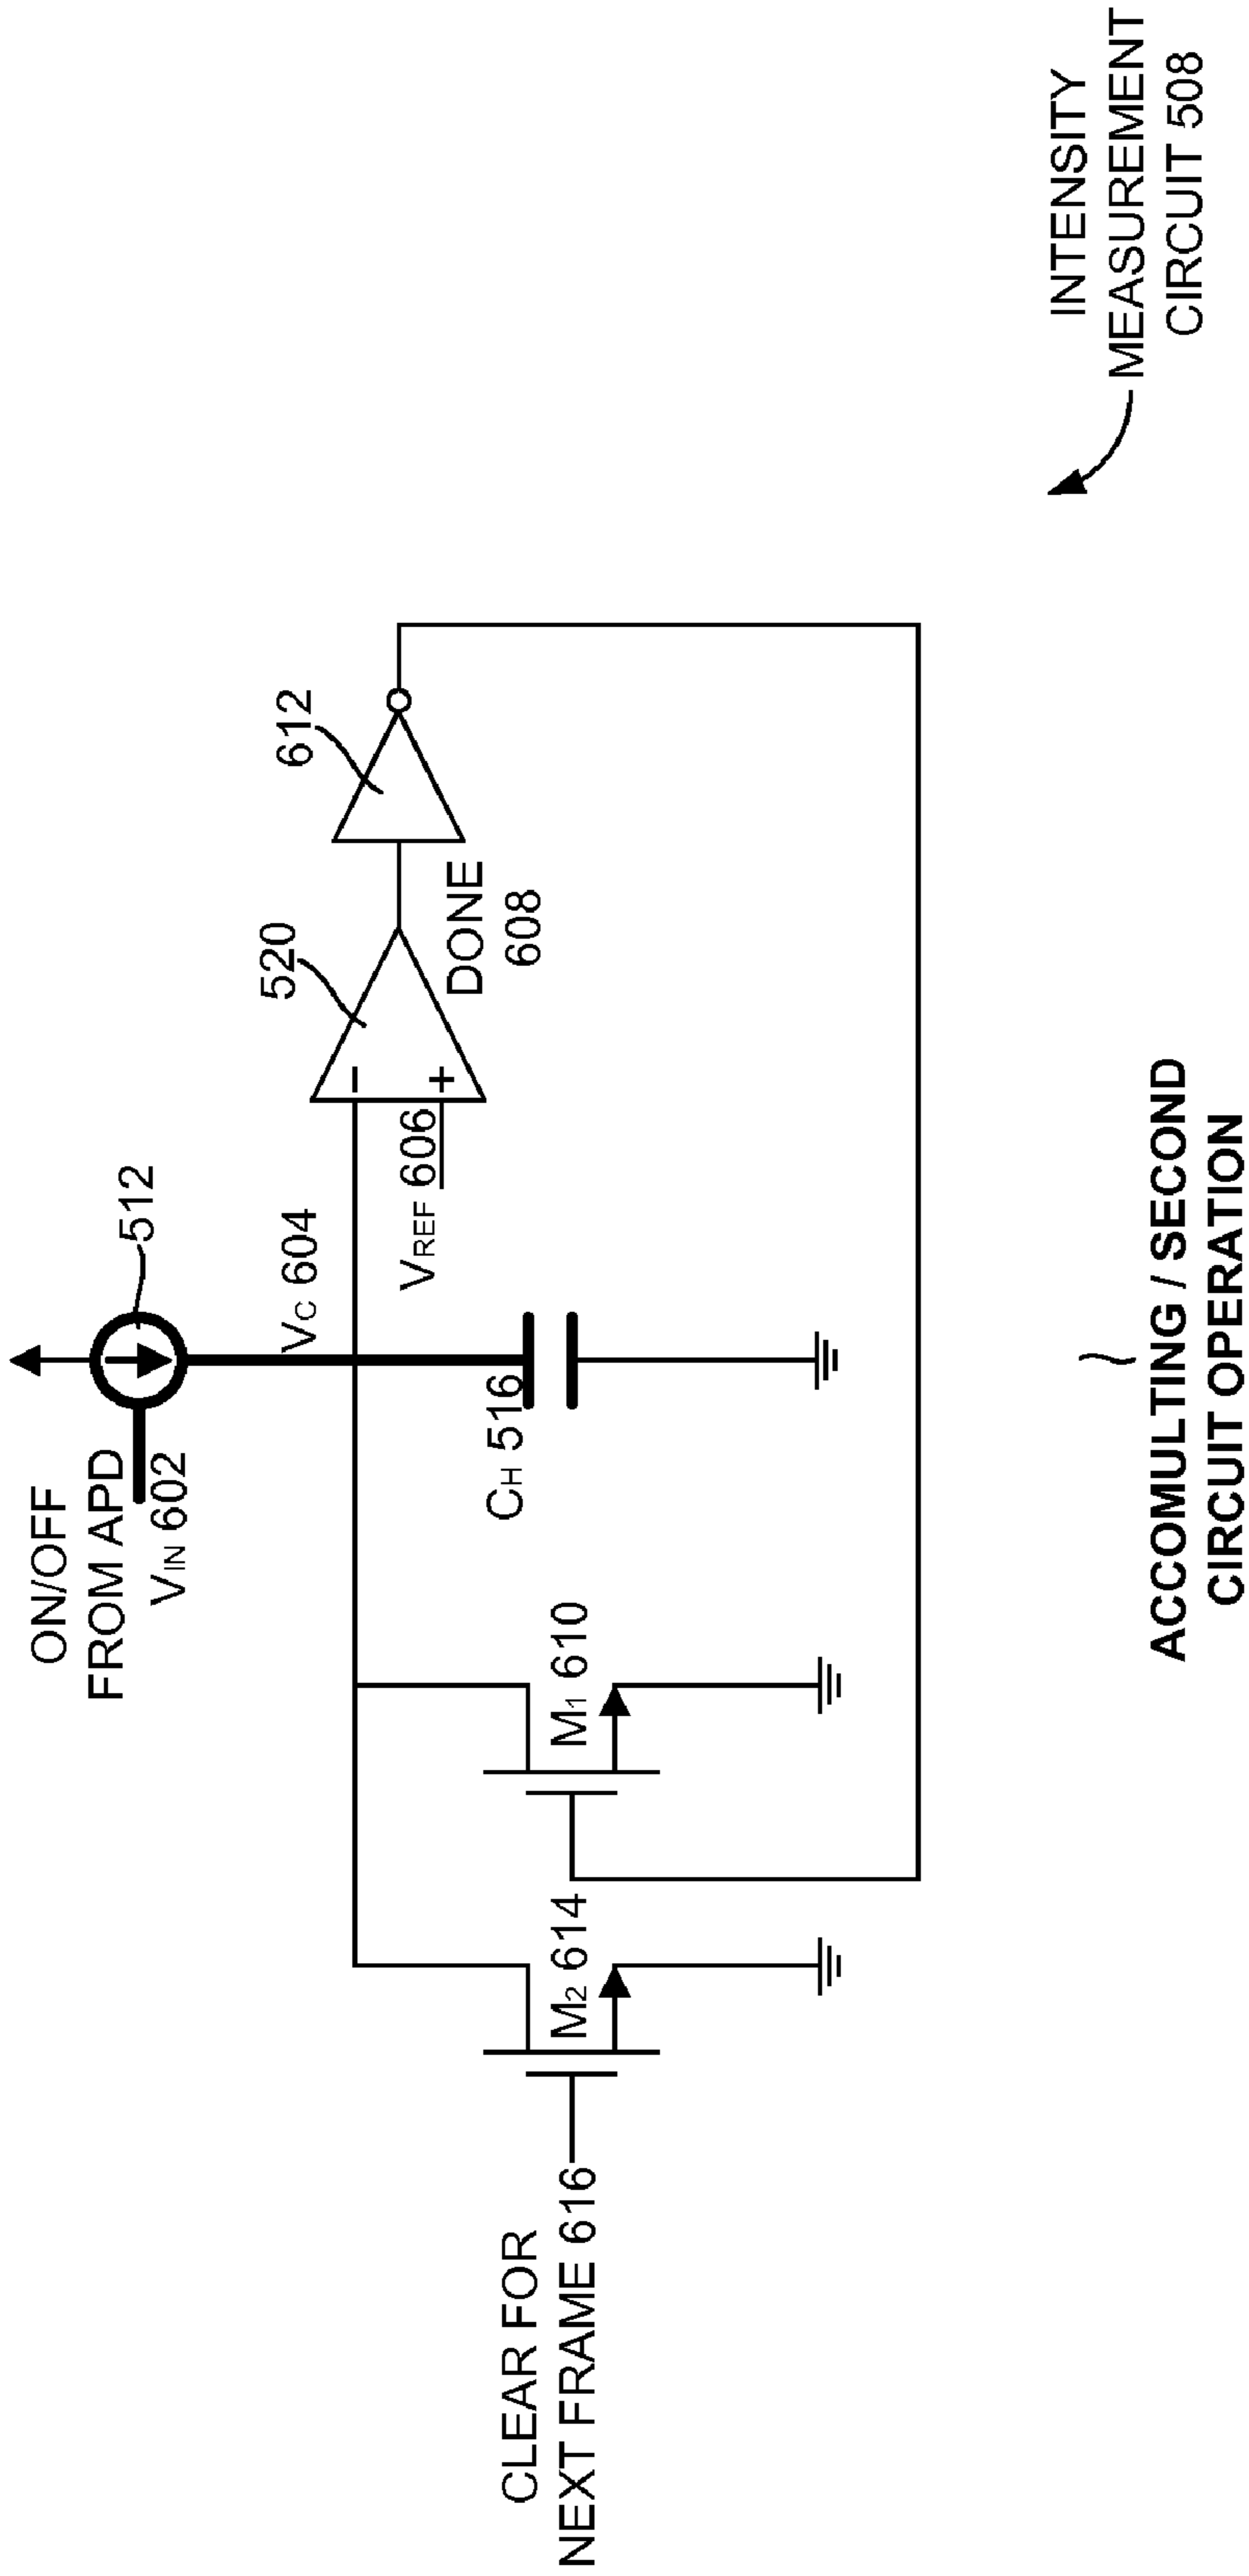 ON/OFF
FROM APD
VIN 602
512
VC 604
520
612
VREF 606
-
+
DONE
608
CH 516
M1 610
M2 614
CLEAR FOR
NEXT FRAME 616
INTENSITY
MEASUREMENT
CIRCUIT 508
ACCOMULTING / SECOND
CIRCUIT OPERATION